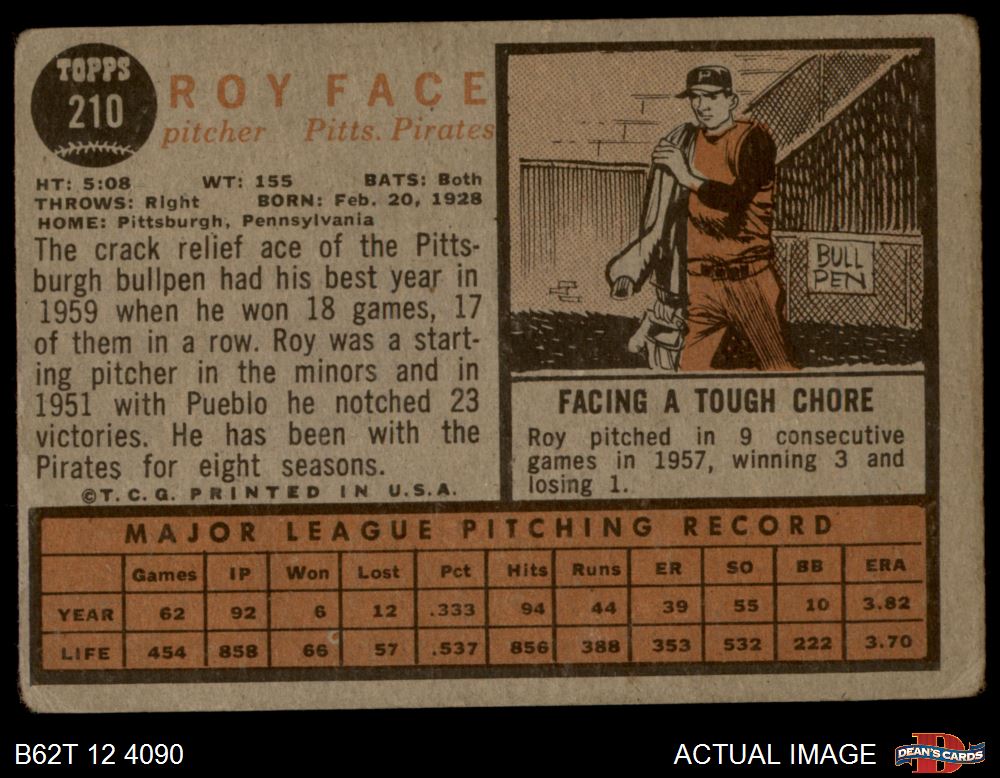 TOPPS
210
ROY FACE
pitcher Pitts. Pirates
HT: 5:08 WT: 155 BATS: Both
THROWS: Right BORN: Feb. 20, 1928
HOME: Pittsburgh, Pennsylvania
The crack relief ace of the Pitts-
burgh bullpen had his best year in
1959 when he won 18 games, 17
of them in a row. Roy was a start-
ing pitcher in the minors and in
1951 with Pueblo he notched 23
victories. He has been with the
Pirates for eight seasons.
©T.C.G. PRINTED IN U.S.A.
P
BULL
PEN
FACING A TOUGH CHORE
Roy pitched in 9 consecutive
games in 1957, winning 3 and
losing 1.
MAJOR LEAGUE PITCHING RECORD
Games IP Won Lost Pct Hits Runs ER SO BB ERA
YEAR 62 92 6 12 .333 94 44 39 55 10 3.82
LIFE 454 858 66 57 .537 856 388 353 532 222 3.70
B62T 12 4090
ACTUAL IMAGE
D
DEAN'S CARDS